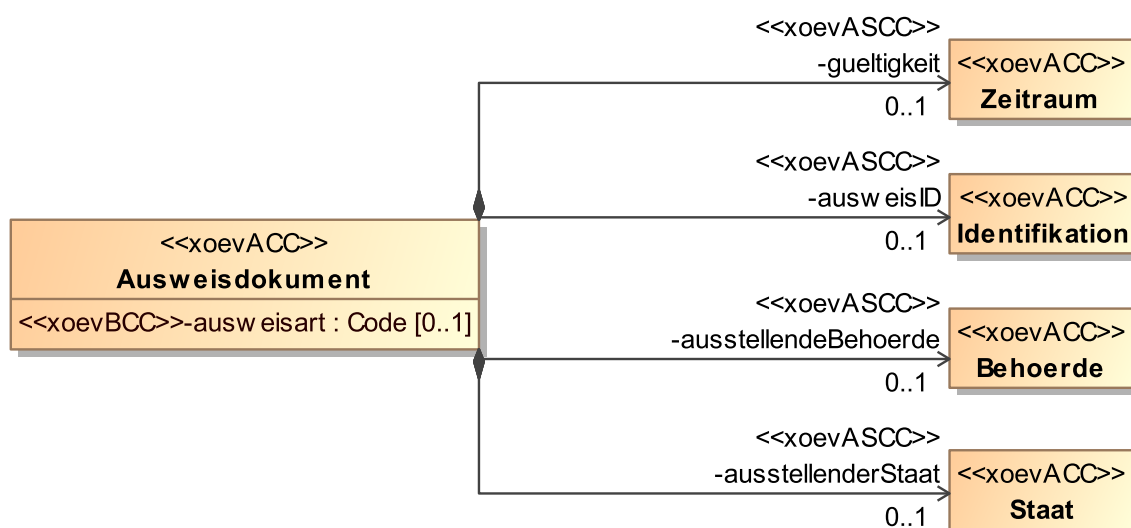 <<xoevASCC>>
-gueltigkeit
0..1
<<xoevACC>>
Zeitraum
<<xoevASCC>>
-ausweisID
0..1
<<xoevACC>>
Identifikation
<<xoevACC>>
Ausweisdokument
<<xoevBCC>>-ausweisart : Code [0..1]
<<xoevASCC>>
-ausstellendeBehoerde
0..1
<<xoevACC>>
Behoerde
<<xoevASCC>>
-ausstellenderStaat
0..1
<<xoevACC>>
Staat